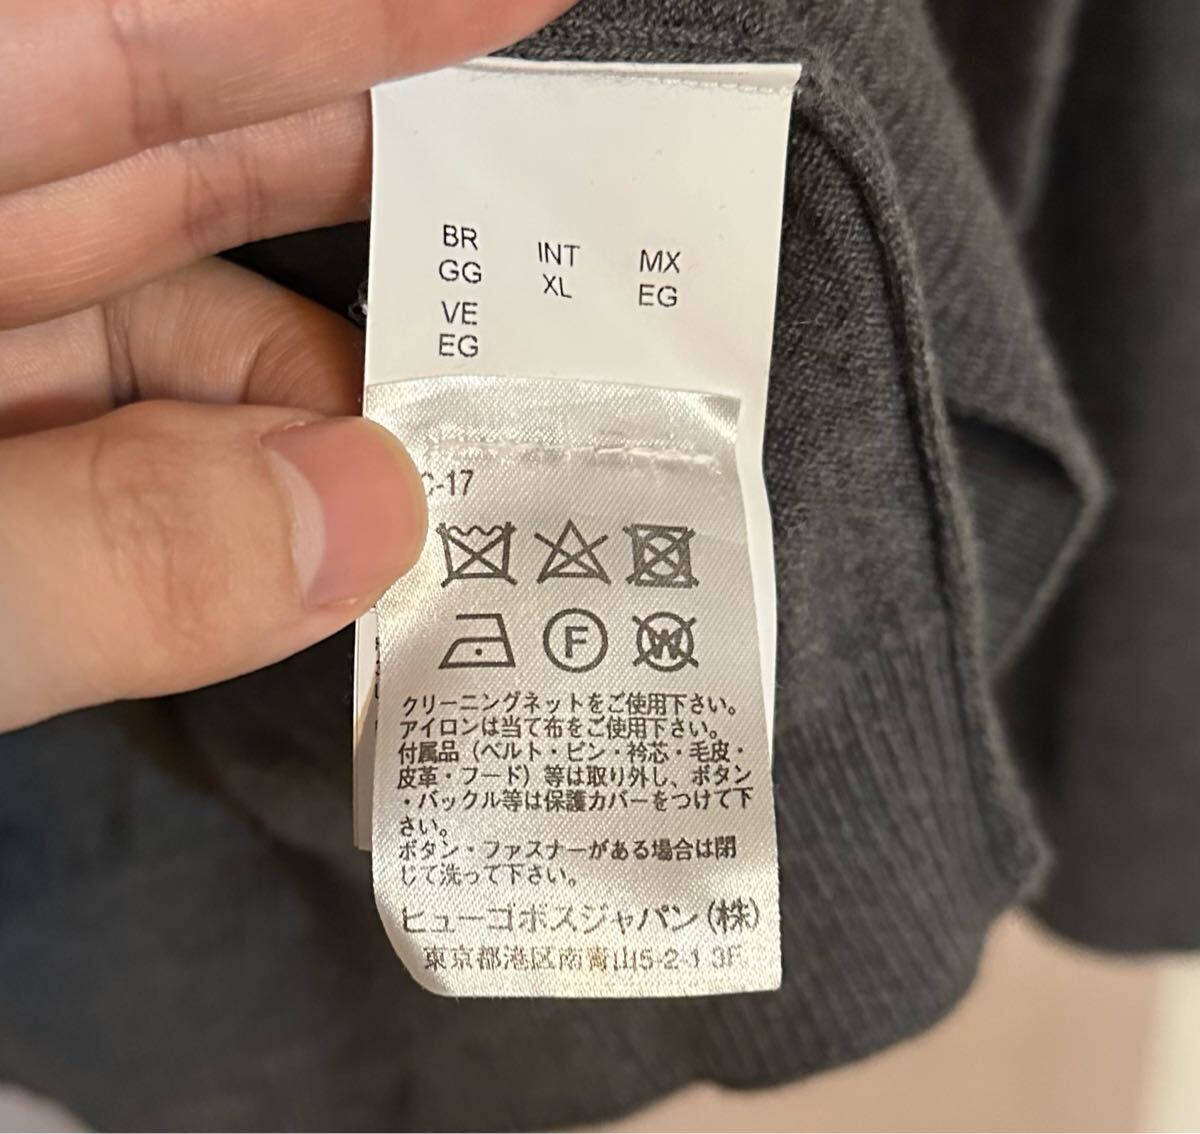 BR
GG
VE
EG
INT
XL
MX
EG
C-17
F
W
クリーニングネットをご使用下さい。
アイロンは当て布をご使用下さい。
付属品（ベルト・ピン・衿芯・毛皮・
皮革・フード）等は取り外し、ボタン
・バックル等は保護カバーをつけて下
さい。
ボタン・ファスナーがある場合は閉
じて洗って下さい。
ヒューゴボスジャパン(株)
東京都港区南青山5-2-1 3F